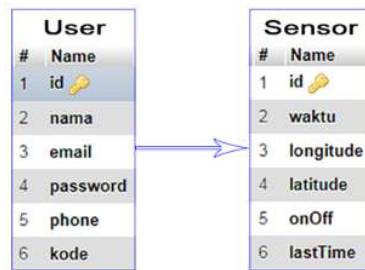 User
# Name
1 id
2 nama
3 email
4 password
5 phone
6 kode
Sensor
# Name
1 id
2 waktu
3 longitude
4 latitude
5 onOff
6 lastTime